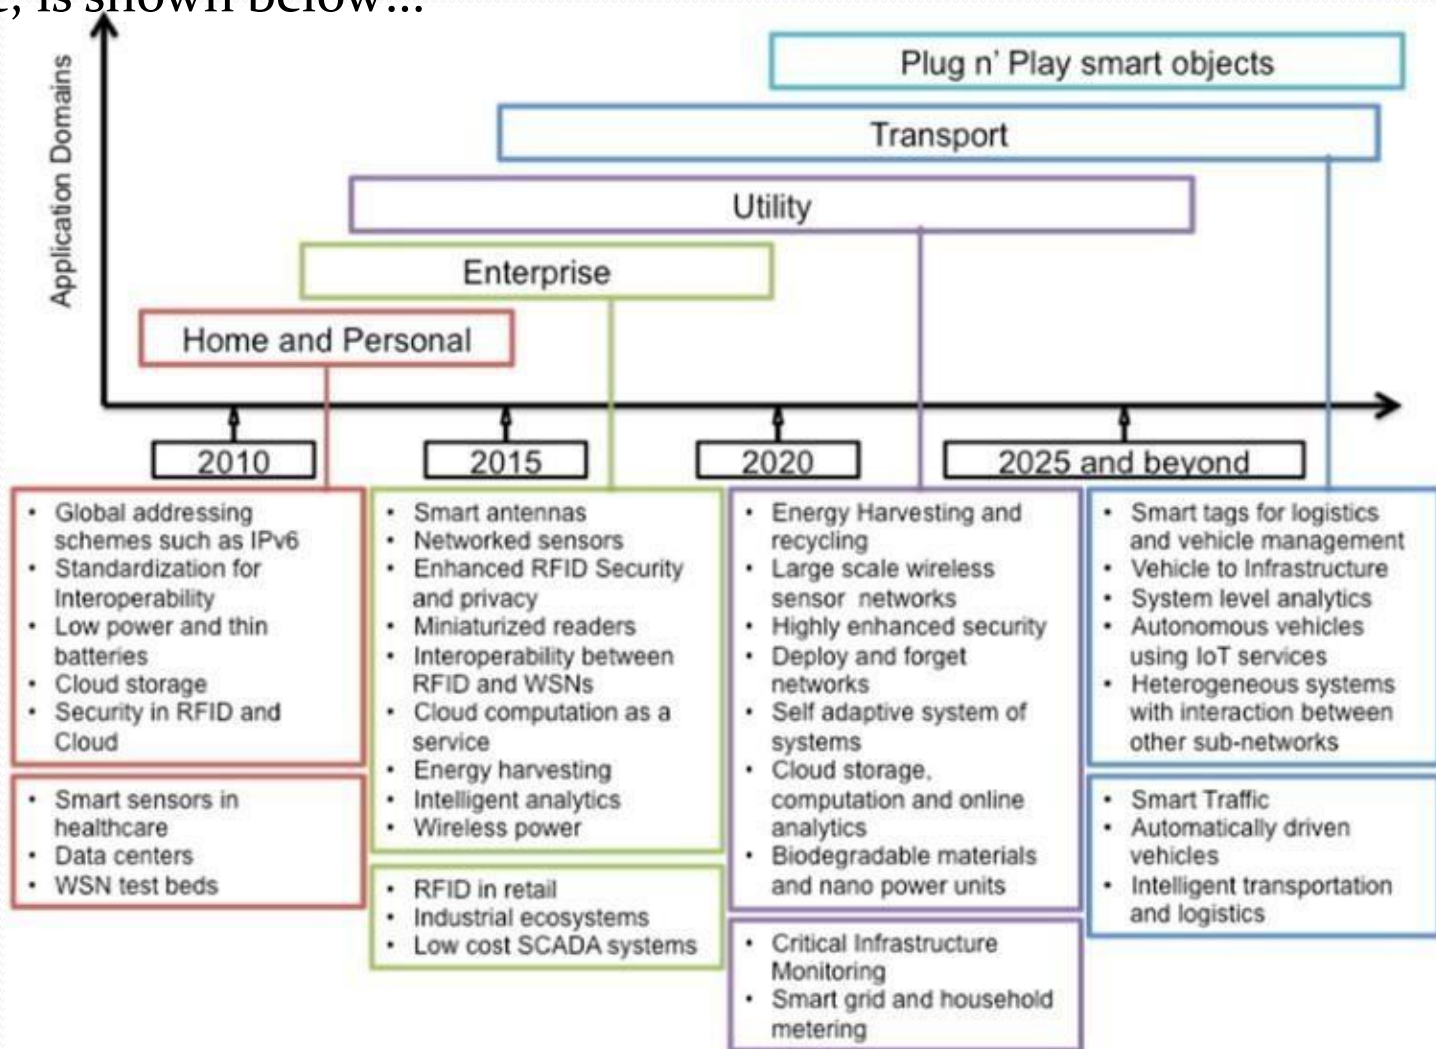 is shown below...
Application Domains
Plug n' Play smart objects
Transport
Utility
Enterprise
Home and Personal
2010
2015
2020
2025 and beyond
• Global addressing
schemes such as IPv6
• Standardization for
Interoperability
• Low power and thin
batteries
• Cloud storage
• Security in RFID and
Cloud
• Smart sensors in
healthcare
• Data centers
• WSN test beds
• Smart antennas
• Networked sensors
• Enhanced RFID Security
and privacy
• Miniaturized readers
• Interoperability between
RFID and WSNs
• Cloud computation as a
service
• Energy harvesting
• Intelligent analytics
• Wireless power
• RFID in retail
• Industrial ecosystems
• Low cost SCADA systems
• Energy Harvesting and
recycling
• Large scale wireless
sensor networks
• Highly enhanced security
• Deploy and forget
networks
• Self adaptive system of
systems
• Cloud storage,
computation and online
analytics
• Biodegradable materials
and nano power units
• Critical Infrastructure
Monitoring
• Smart grid and household
metering
• Smart tags for logistics
and vehicle management
• Vehicle to Infrastructure
• System level analytics
• Autonomous vehicles
using IoT services
• Heterogeneous systems
with interaction between
other sub-networks
• Smart Traffic
• Automatically driven
vehicles
• Intelligent transportation
and logistics